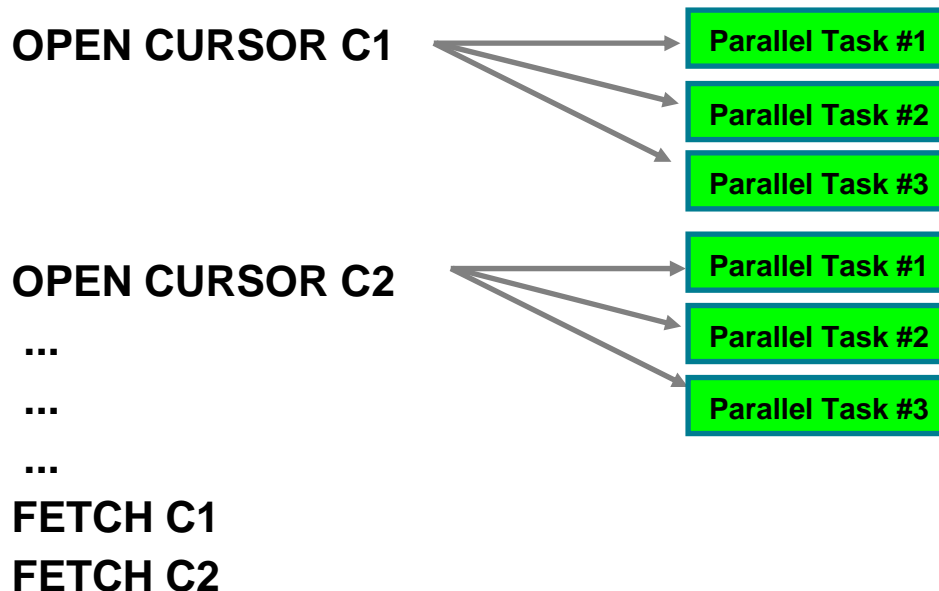 OPEN CURSOR C1
Parallel Task #1
Parallel Task #2
Parallel Task #3
OPEN CURSOR C2
Parallel Task #1
Parallel Task #2
Parallel Task #3
...
...
...
FETCH C1
FETCH C2